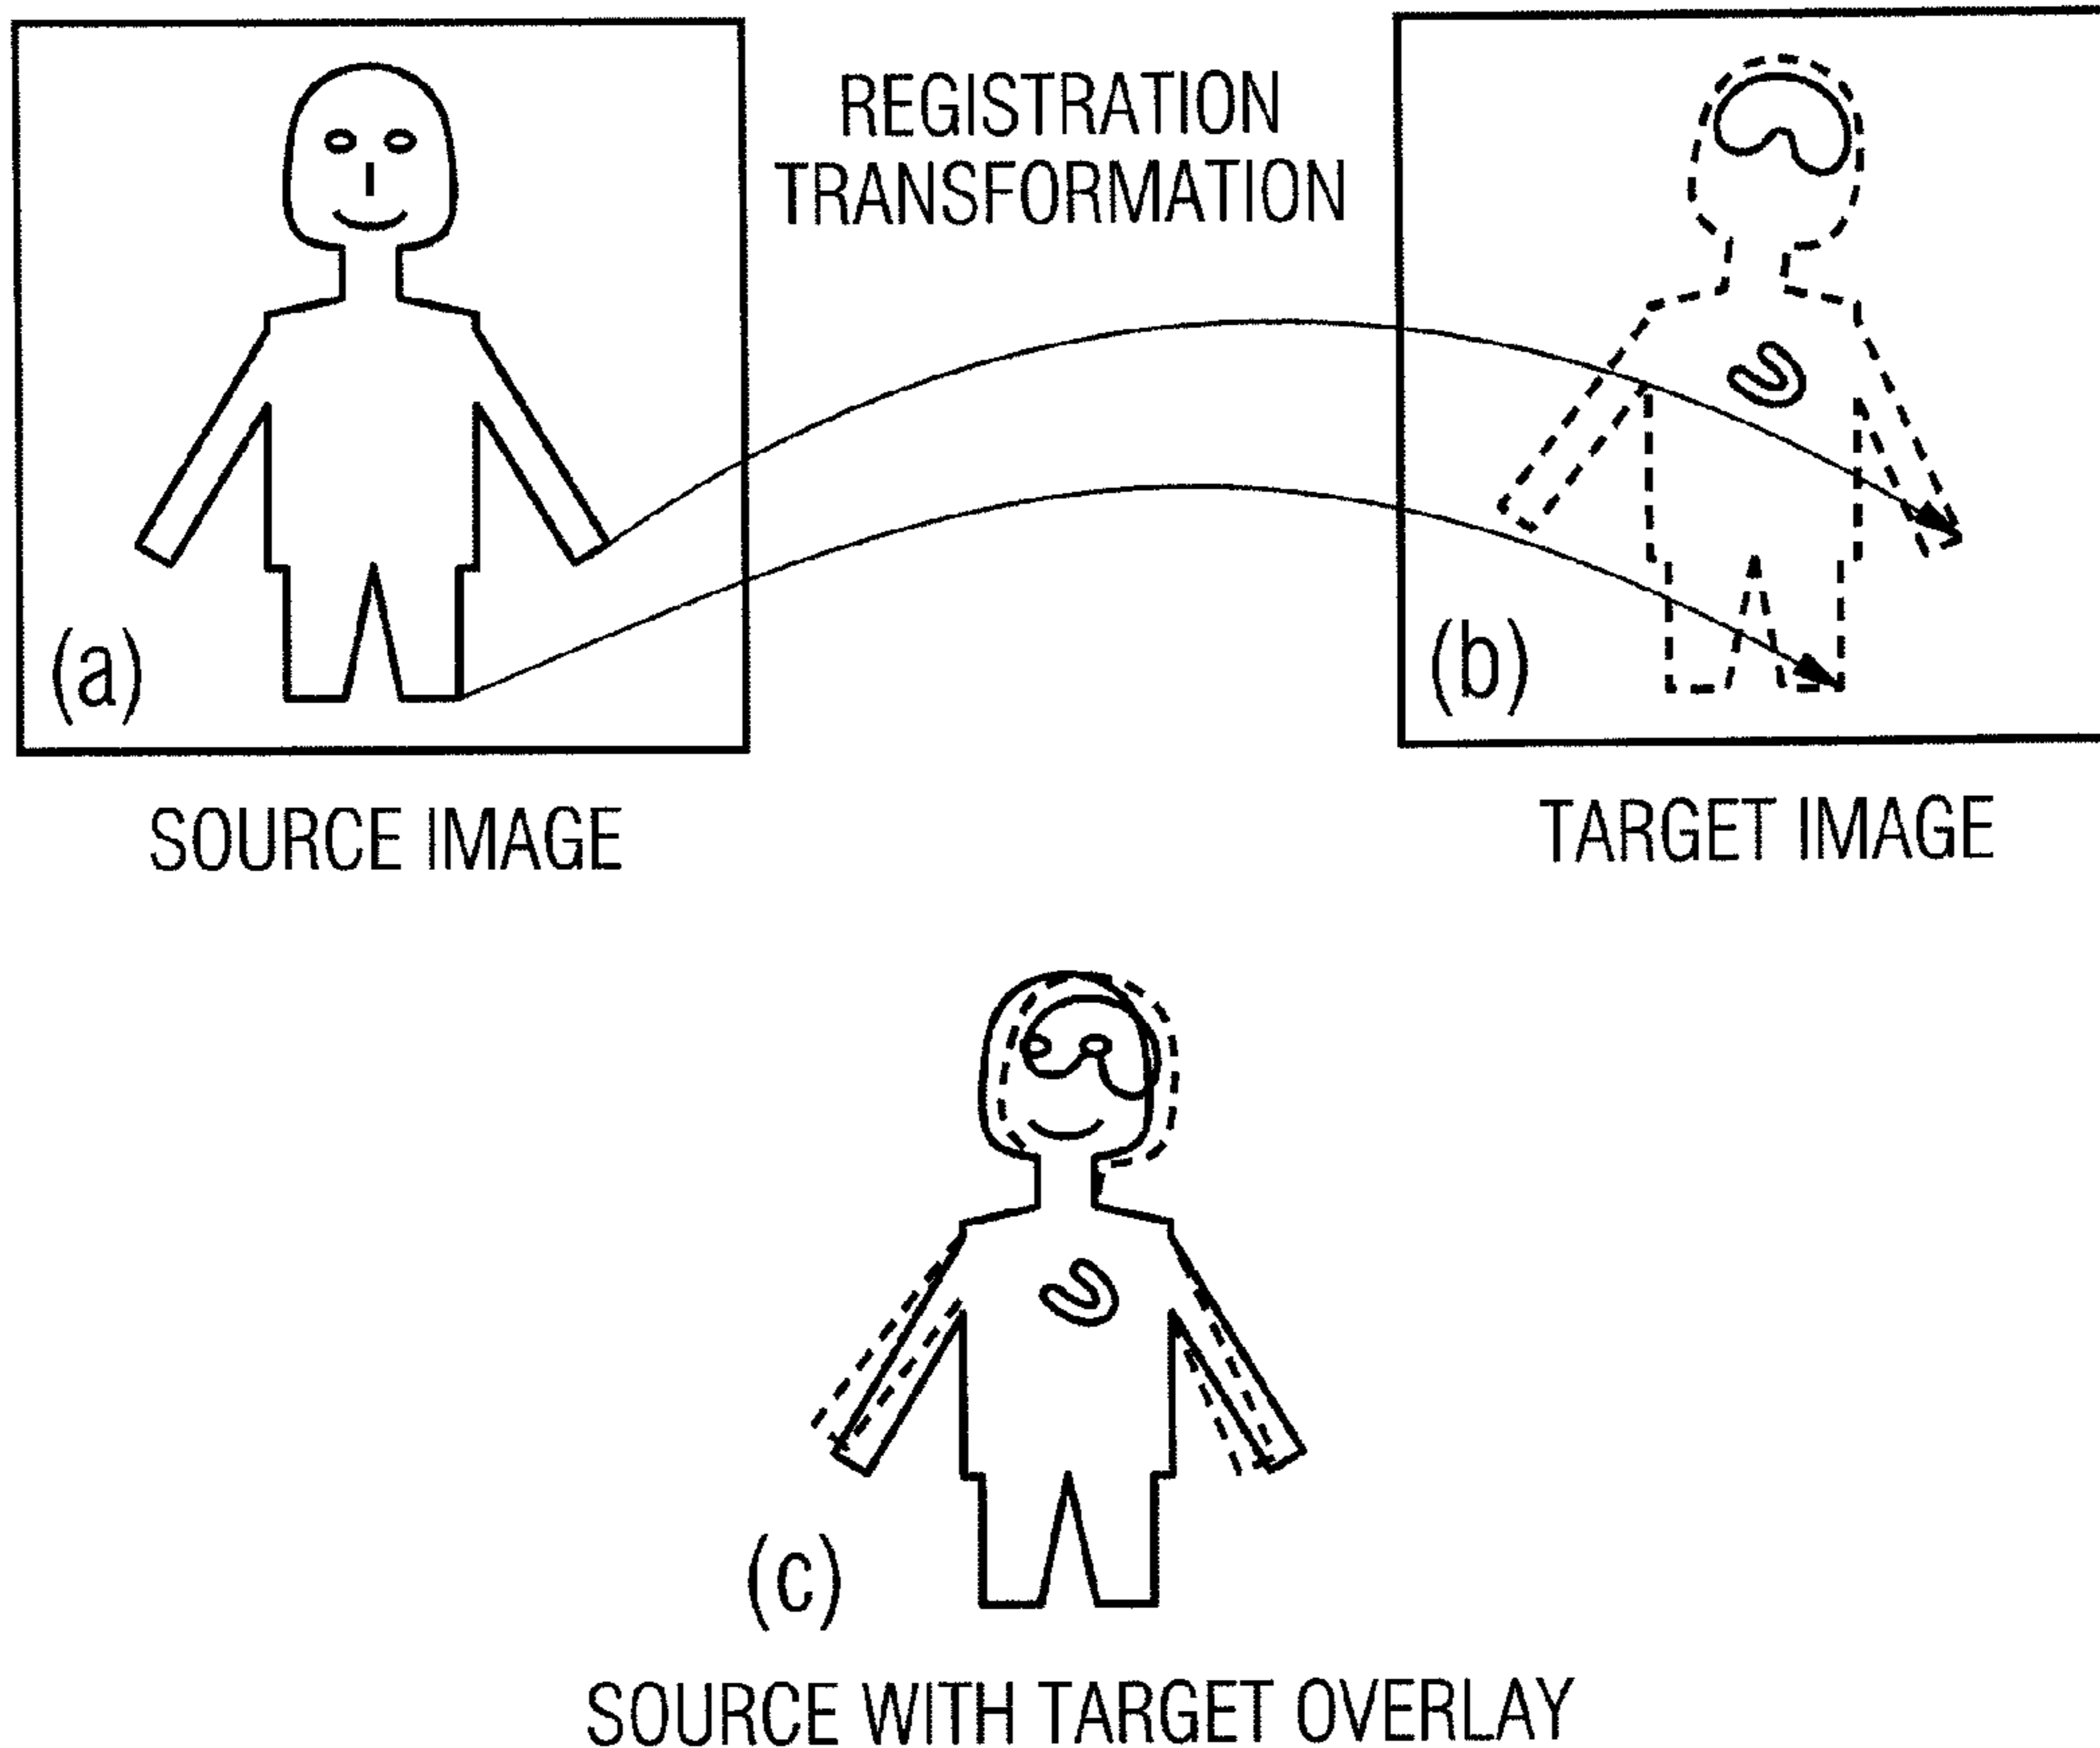 REGISTRATION
TRANSFORMATION
(a)
(b)
SOURCE IMAGE
TARGET IMAGE
(c)
SOURCE WITH TARGET OVERLAY